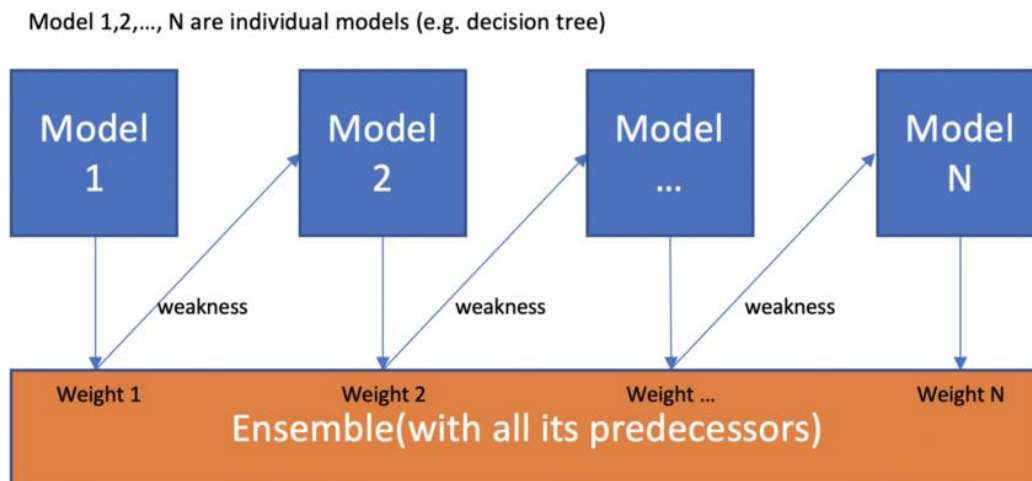 Model 1,2,..., N are individual models (e.g. decision tree)
Model
1
Model
2
Model
...
Model
N
weakness
weakness
weakness
Weight 1
Weight 2
Weight ...
Weight N
Ensemble(with all its predecessors)